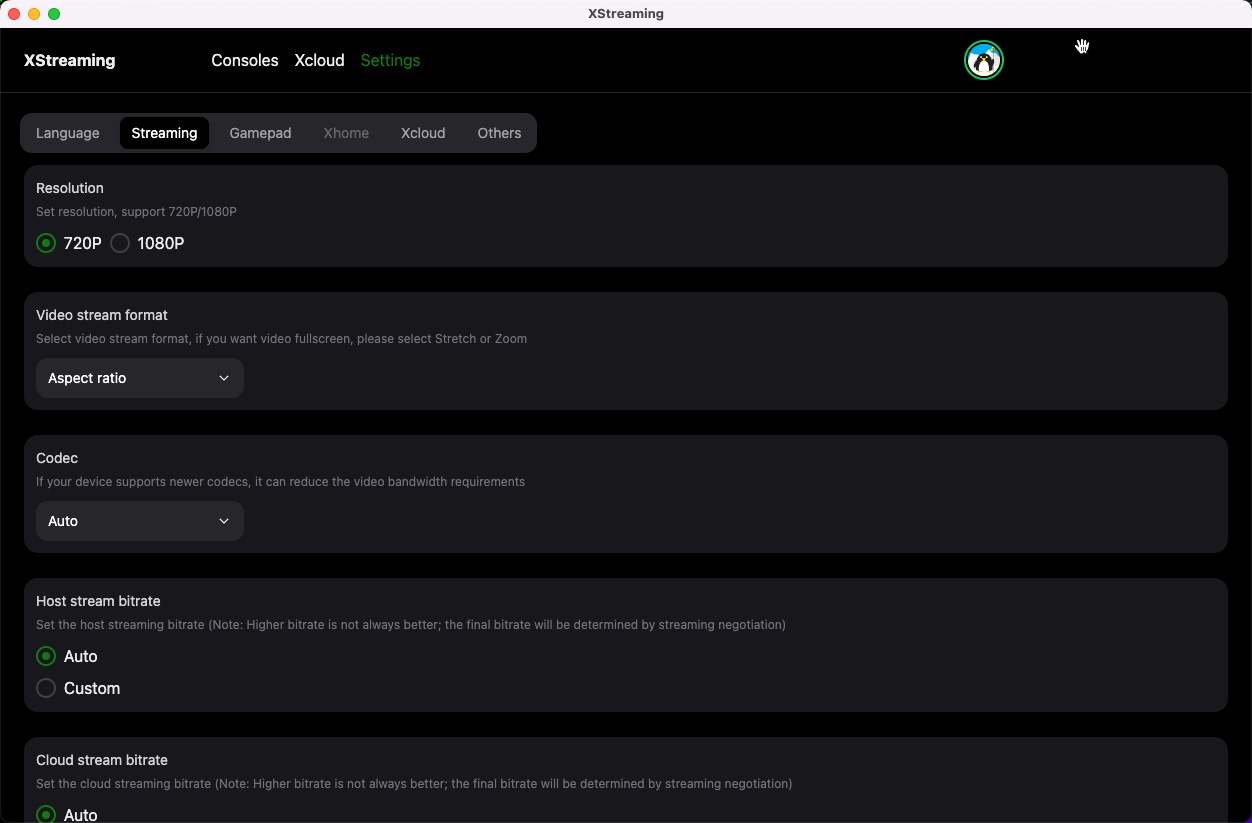 XStreaming
XStreaming Consoles Xcloud Settings
Language Streaming Gamepad Xhome Xcloud Others
Resolution
Set resolution, support 720P/1080P
720P 1080P
Video stream format
Select video stream format, if you want video fullscreen, please select Stretch or Zoom
Aspect ratio
Codec
If your device supports newer codecs, it can reduce the video bandwidth requirements
Auto
Host stream bitrate
Set the host streaming bitrate (Note: Higher bitrate is not always better; the final bitrate will be determined by streaming negotiation)
Auto
Custom
Cloud stream bitrate
Set the cloud streaming bitrate (Note: Higher bitrate is not always better; the final bitrate will be determined by streaming negotiation)
Auto